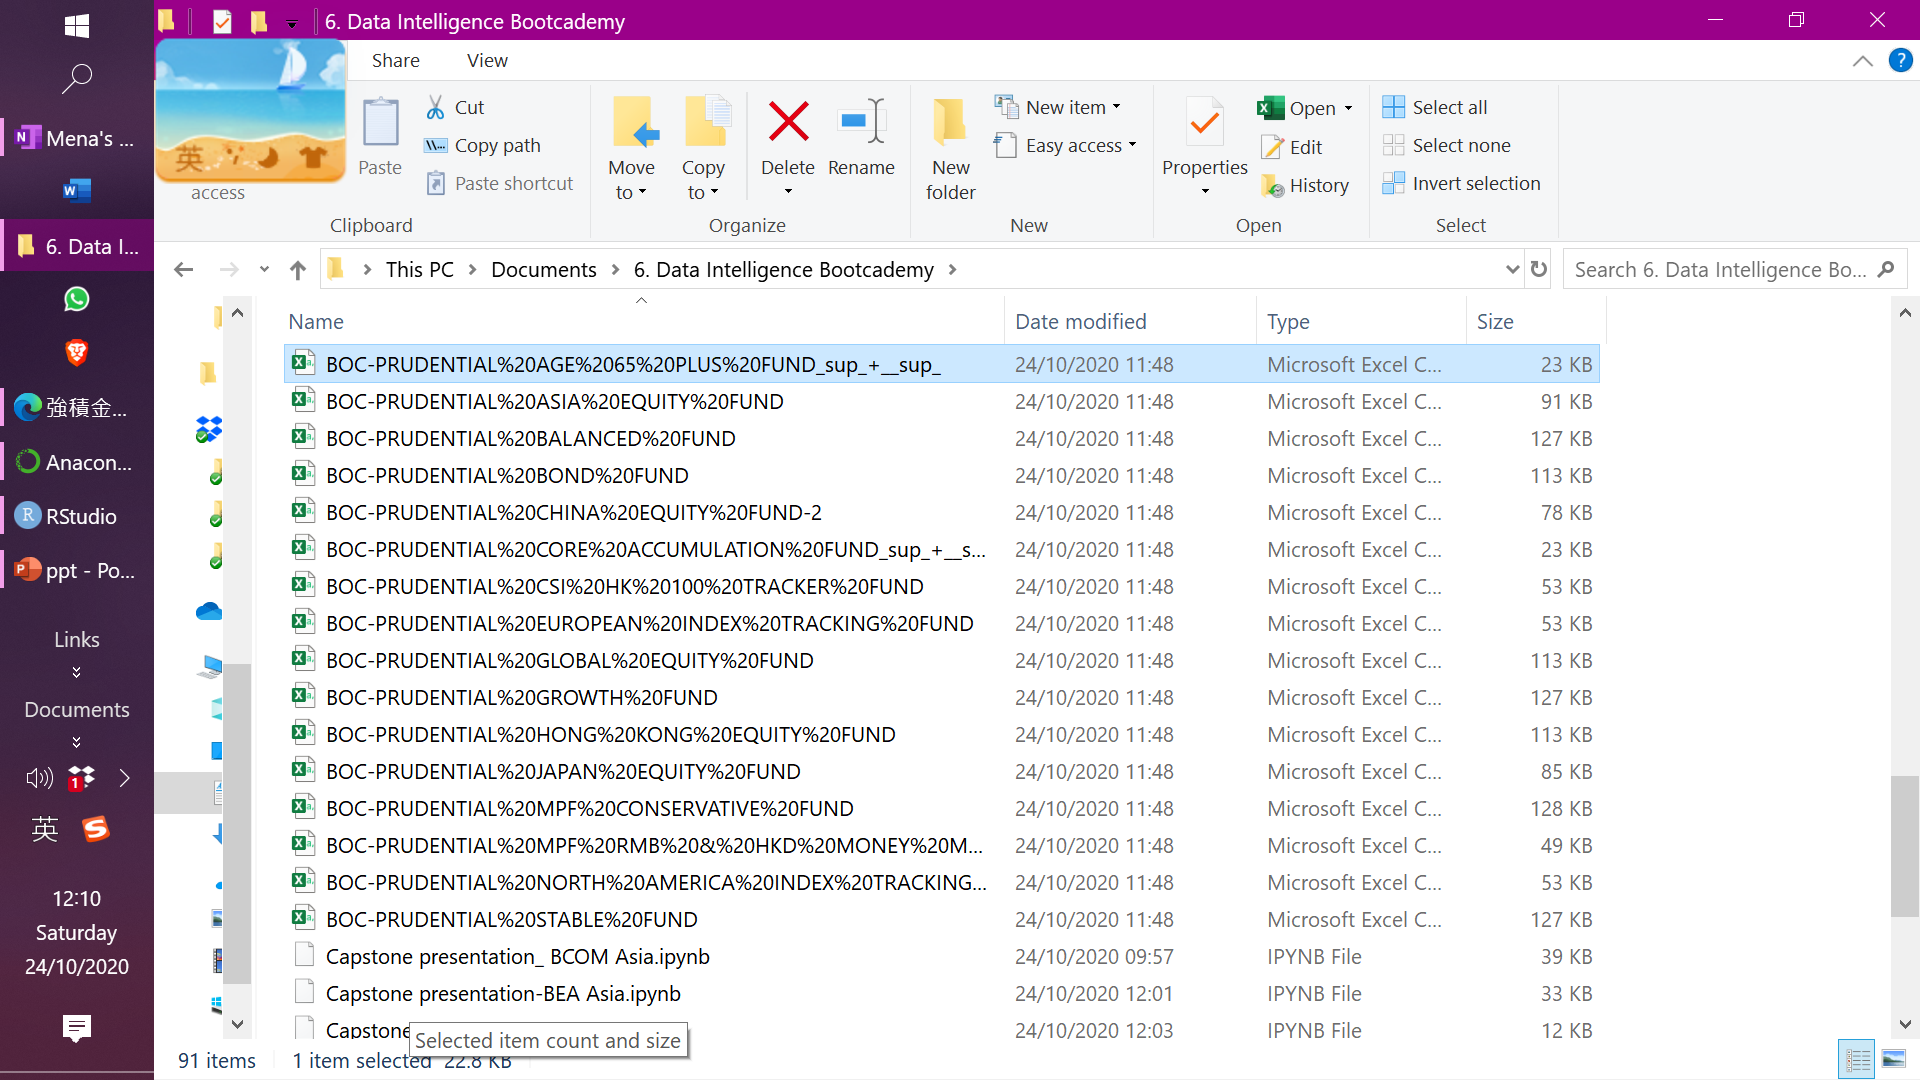 6. Data Intelligence Bootcademy
Share
View
英
access
Paste
Cut
Copy path
Paste shortcut
Clipboard
Move to
Copy to
Delete
Rename
Organize
New folder
New item
Easy access
New
Properties
Open
Edit
History
Open
Select all
Select none
Invert selection
Select
This PC
Documents
6. Data Intelligence Bootcademy
Search 6. Data Intelligence Bo...
Name Date modified Type Size
BOC-PRUDENTIAL%20AGE%2065%20PLUS%20FUND_sup_+__sup_ 24/10/2020 11:48 Microsoft Excel C... 23 KB
BOC-PRUDENTIAL%20ASIA%20EQUITY%20FUND 24/10/2020 11:48 Microsoft Excel C... 91 KB
BOC-PRUDENTIAL%20BALANCED%20FUND 24/10/2020 11:48 Microsoft Excel C... 127 KB
BOC-PRUDENTIAL%20BOND%20FUND 24/10/2020 11:48 Microsoft Excel C... 113 KB
BOC-PRUDENTIAL%20CHINA%20EQUITY%20FUND-2 24/10/2020 11:48 Microsoft Excel C... 78 KB
BOC-PRUDENTIAL%20CORE%20ACCUMULATION%20FUND_sup_+__s... 24/10/2020 11:48 Microsoft Excel C... 23 KB
BOC-PRUDENTIAL%20CSI%20HK%20100%20TRACKER%20FUND 24/10/2020 11:48 Microsoft Excel C... 53 KB
BOC-PRUDENTIAL%20EUROPEAN%20INDEX%20TRACKING%20FUND 24/10/2020 11:48 Microsoft Excel C... 53 KB
BOC-PRUDENTIAL%20GLOBAL%20EQUITY%20FUND 24/10/2020 11:48 Microsoft Excel C... 113 KB
BOC-PRUDENTIAL%20GROWTH%20FUND 24/10/2020 11:48 Microsoft Excel C... 127 KB
BOC-PRUDENTIAL%20HONG%20KONG%20EQUITY%20FUND 24/10/2020 11:48 Microsoft Excel C... 113 KB
BOC-PRUDENTIAL%20JAPAN%20EQUITY%20FUND 24/10/2020 11:48 Microsoft Excel C... 85 KB
BOC-PRUDENTIAL%20MPF%20CONSERVATIVE%20FUND 24/10/2020 11:48 Microsoft Excel C... 128 KB
BOC-PRUDENTIAL%20MPF%20RMB%20&%20HKD%20MONEY%20M... 24/10/2020 11:48 Microsoft Excel C... 49 KB
BOC-PRUDENTIAL%20NORTH%20AMERICA%20INDEX%20TRACKING... 24/10/2020 11:48 Microsoft Excel C... 53 KB
BOC-PRUDENTIAL%20STABLE%20FUND 24/10/2020 11:48 Microsoft Excel C... 127 KB
Capstone presentation_ BCOM Asia.ipynb 24/10/2020 09:57 IPYNB File 39 KB
Capstone presentation-BEA Asia.ipynb 24/10/2020 12:01 IPYNB File 33 KB
Capstone 24/10/2020 12:03 IPYNB File 12 KB
Selected item count and size
91 items 1 item selected 22.8 KB
Mena's ...
6. Data I...
強積金...
Anacon...
RStudio
ppt - Po...
Links
Documents
1
英
12:10
Saturday
24/10/2020